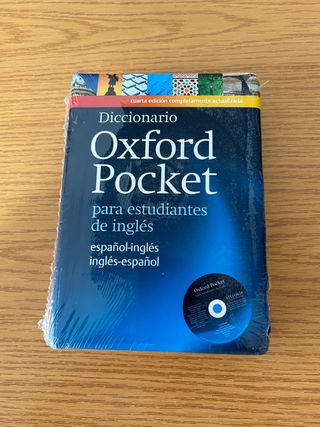 cuarta edición completamente actualizada
Diccionario
Oxford
Pocket
para estudiantes
de inglés
español-inglés
inglés-español
Oxford Pocket